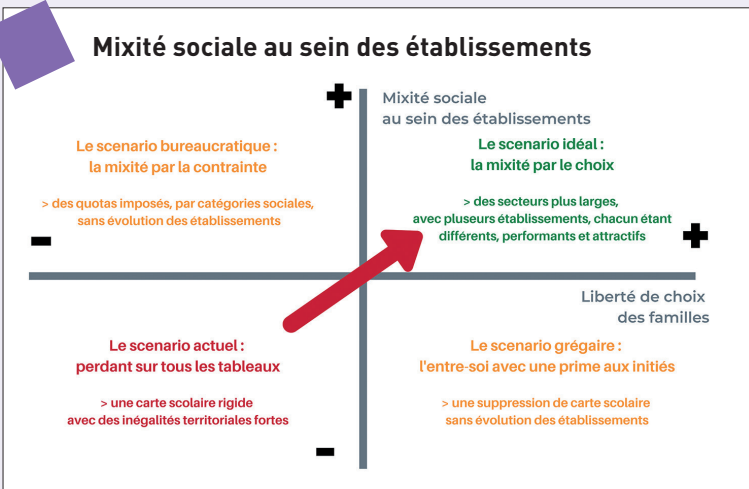 Mixité sociale au sein des établissements
Mixité sociale
au sein des établissements
Le scenario bureaucratique :
la mixité par la contrainte
> des quotas imposés, par catégories sociales,
sans évolution des établissements
Le scenario idéal :
la mixité par le choix
> des secteurs plus larges,
avec pluseurs établissements, chacun étant
différents, performants et attractifs
Liberté de choix
des familles
Le scenario actuel :
perdant sur tous les tableaux
> une carte scolaire rigide
avec des inégalités territoriales fortes
Le scenario grégaire :
l'entre-soi avec une prime aux initiés
> une suppression de carte scolaire
sans évolution des établissements